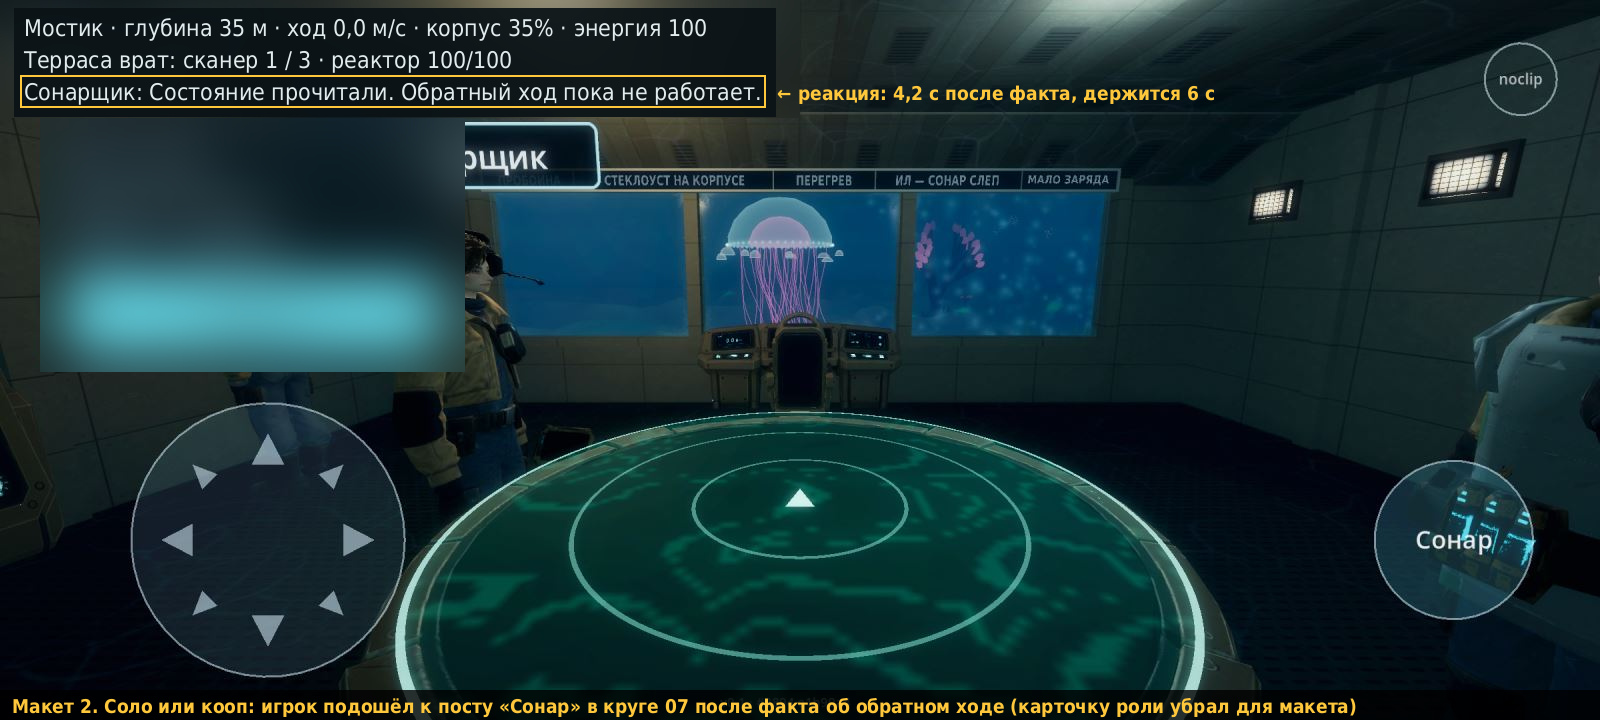 Мостик · глубина 35 м · ход 0,0 м/с · корпус 35% · энергия 100
Терраса врат: сканер 1 / 3 · реактор 100/100
Сонарщик: Состояние прочитали. Обратный ход пока не работает.
← реакция: 4,2 с после факта, держится 6 с
noclip
рщик
ПРОБОИНА
СТЕКЛОУСТ НА КОРПУСЕ
ПЕРЕГРЕВ
ИЛ — СОНАР СЛЕП
МАЛО ЗАРЯДА
Сонар
Макет 2. Соло или кооп: игрок подошёл к посту «Сонар» в круге 07 после факта об обратном ходе (карточку роли убрал для макета)